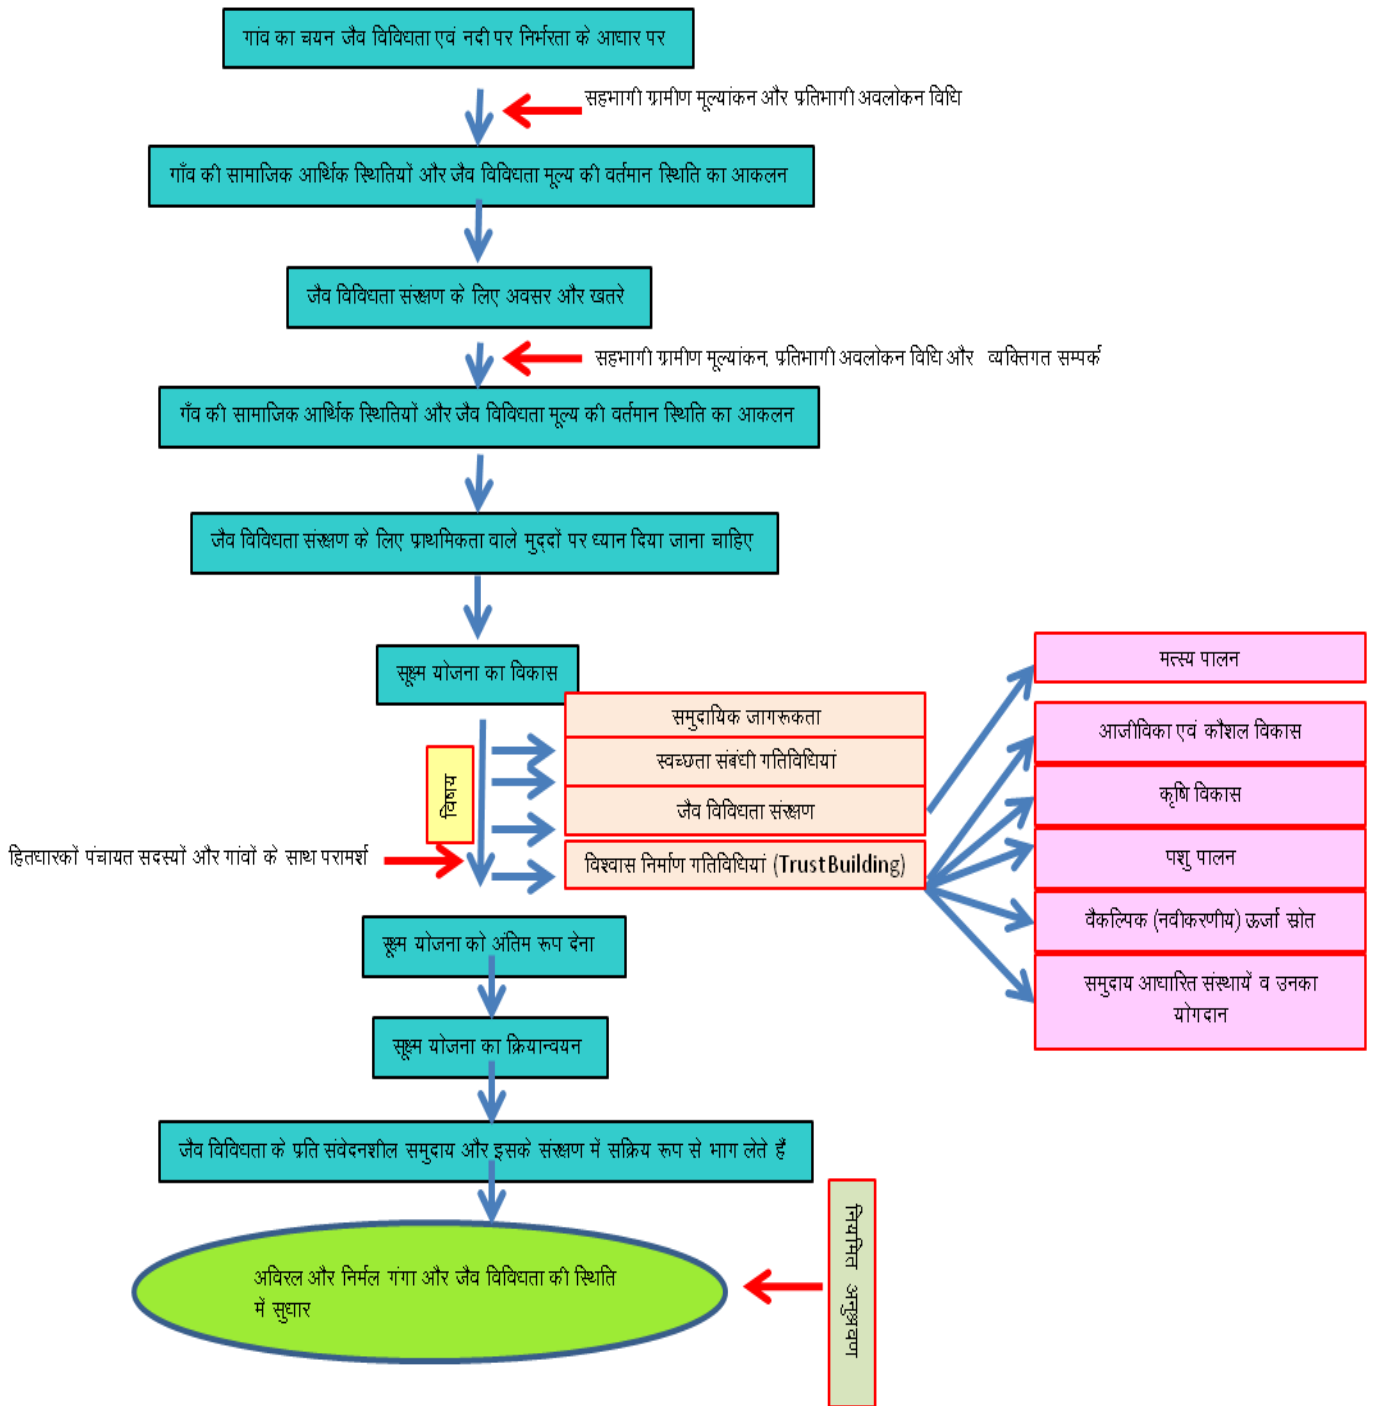 गांव का चयन जैव विविधता एवं नदी पर निर्भरता के आधार पर
सहभागी ग्रामीण मूल्यांकन और प्रतिभागी अवलोकन विधि
गाँव की सामाजिक आर्थिक स्थितियों और जैव विविधता मूल्य की वर्तमान स्थिति का आकलन
जैव विविधता संरक्षण के लिए अवसर और खतरे
सहभागी ग्रामीण मूल्यांकन, प्रतिभागी अवलोकन विधि और व्यक्तिगत सम्पर्क
गँव की सामाजिक आर्थिक स्थितियों और जैव विविधता मूल्य की वर्तमान स्थिति का आकलन
जैव विविधता संरक्षण के लिए प्राथमिकता वाले मुद्दों पर ध्यान दिया जाना चाहिए
सूक्ष्म योजना का विकास
विषय
समुदायिक जागरूकता
स्वच्छता संबंधी गतिविधियां
जैव विविधता संरक्षण
विश्वास निर्माण गतिविधियां (TrustBuilding)
मत्स्य पालन
आजीविका एवं कौशल विकास
कृषि विकास
पशु पालन
वैकल्पिक (नवीकरणीय) ऊर्जा स्रोत
समुदाय आधारित संस्थायें व उनका
योगदान
हितधारकों पंचायत सदस्यों और गांवों के साथ परामर्श
सूक्ष्म योजना को अंतिम रूप देना
सूक्ष्म योजना का क्रियान्वयन
जैव विविधता के प्रति संवेदनशील समुदाय और इसके संरक्षण में सक्रिय रूप से भाग लेते हैं
अविरल और निर्मल गंगा और जैव विविधता की स्थिति
में सुधार
नियमित अनुश्रवण